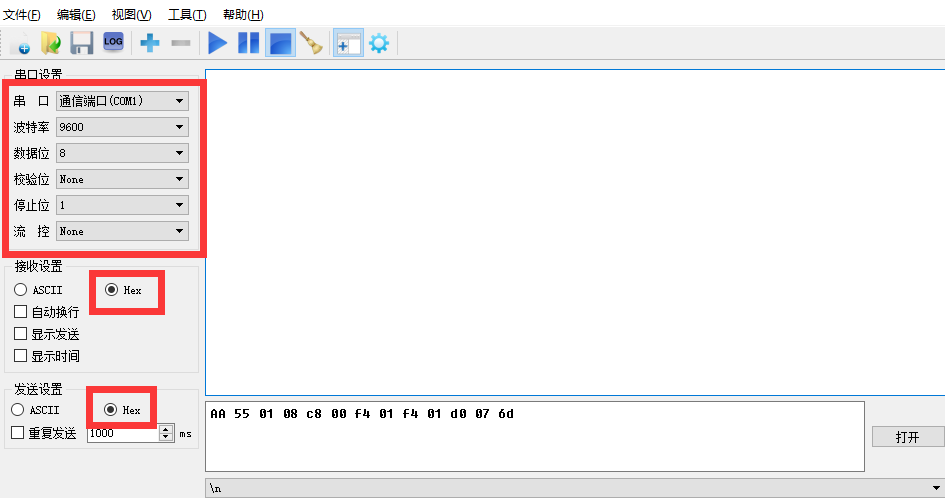 文件(F) 编辑(E) 视图(V) 工具(T) 帮助(H)
LOG
串口设置
串 口 通信端口(COM1)
波特率 9600
数据位 8
校验位 None
停止位 1
流 控 None
接收设置
ASCII Hex
自动换行
显示发送
显示时间
发送设置
ASCII Hex
重复发送 1000 ms
AA 55 01 08 c8 00 f4 01 f4 01 d0 07 6d
打开
\n